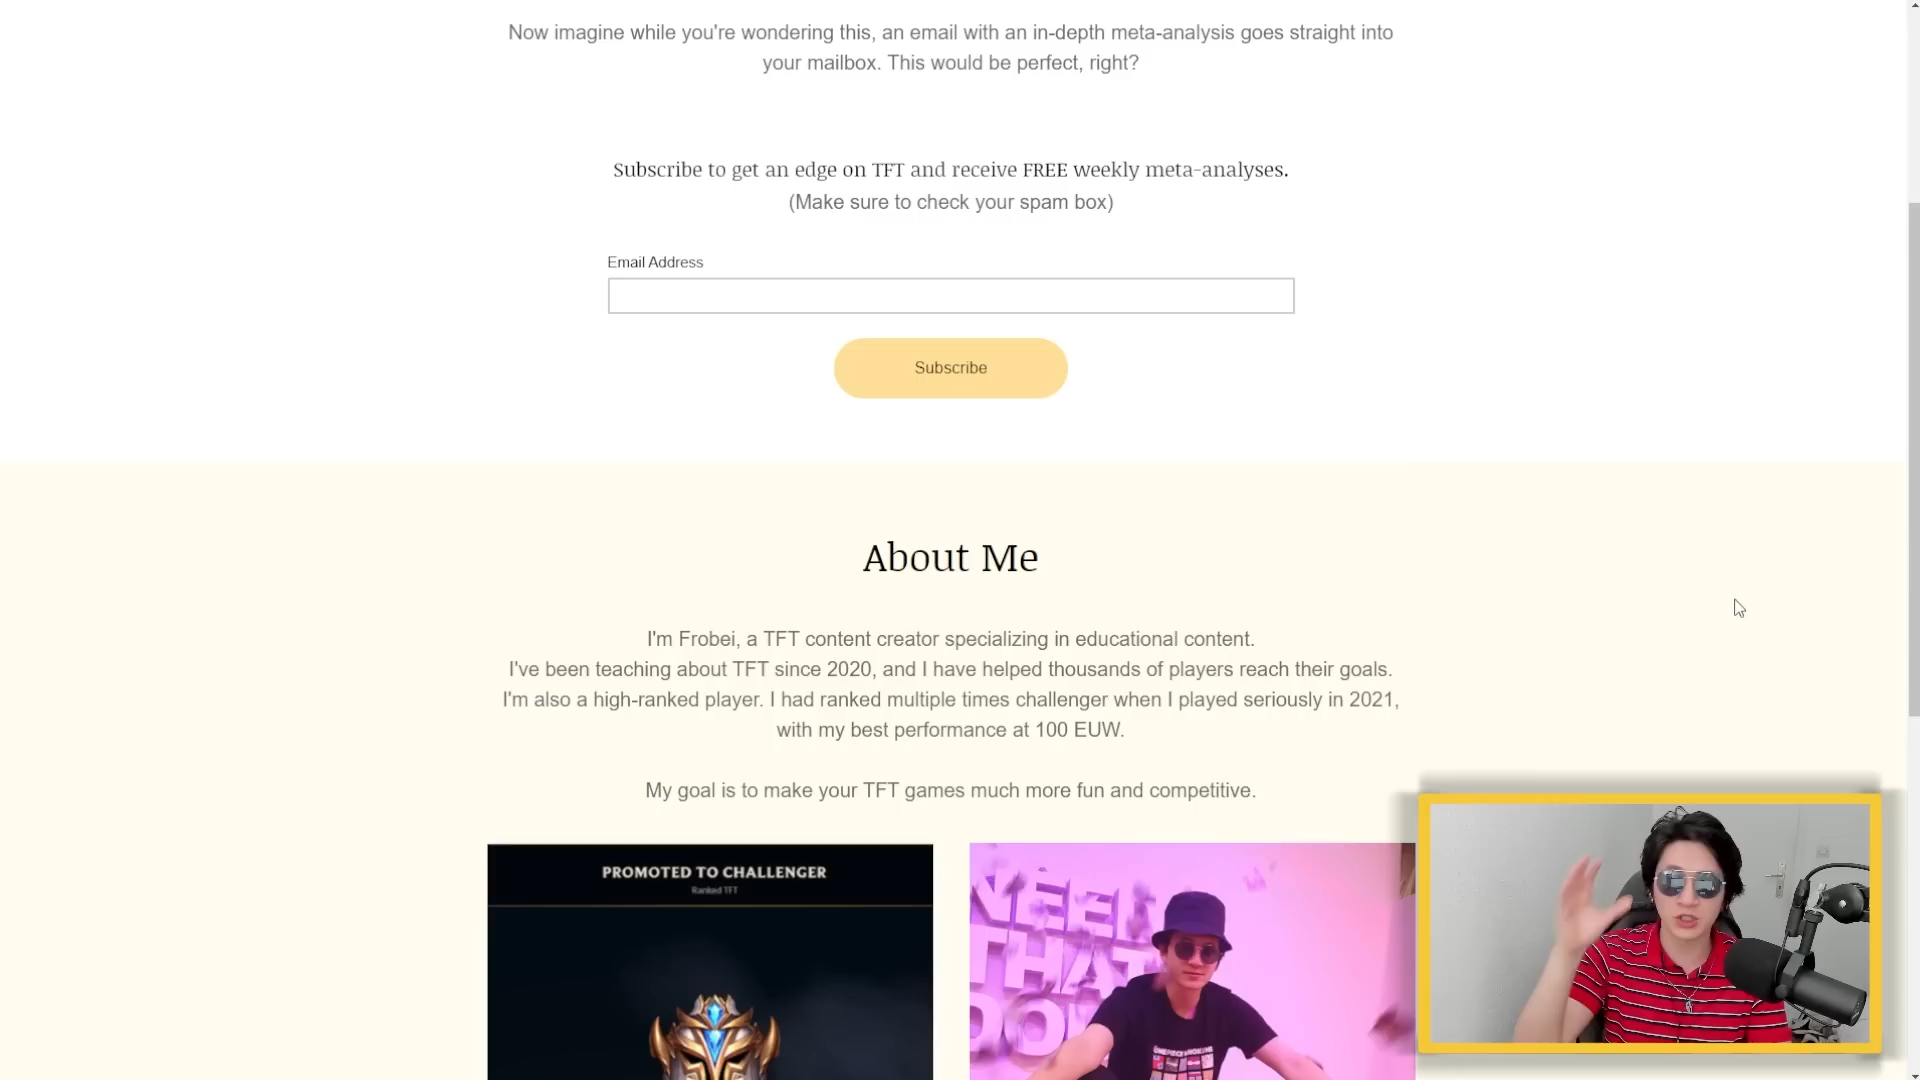 Now imagine while you're wondering this, an email with an in-depth meta-analysis goes straight into
your mailbox. This would be perfect, right?
Subscribe to get an edge on TFT and receive FREE weekly meta-analyses.
(Make sure to check your spam box)
Email Address
Subscribe
About Me
I'm Frobei, a TFT content creator specializing in educational content.
I've been teaching about TFT since 2020, and I have helped thousands of players reach their goals.
I'm also a high-ranked player. I had ranked multiple times challenger when I played seriously in 2021,
with my best performance at 100 EUW.
My goal is to make your TFT games much more fun and competitive.
PROMOTED TO CHALLENGER
Ranked TFT